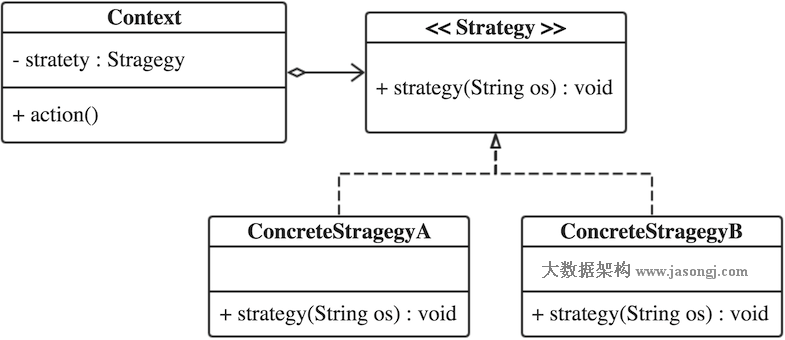 Context
- stratety : Stragegy
+ action()
<< Strategy >>
+ strategy(String os) : void
ConcreteStragegyA
+ strategy(String os) : void
ConcreteStragegyB
大数据架构 www.jasongj.com
+ strategy(String os) : void